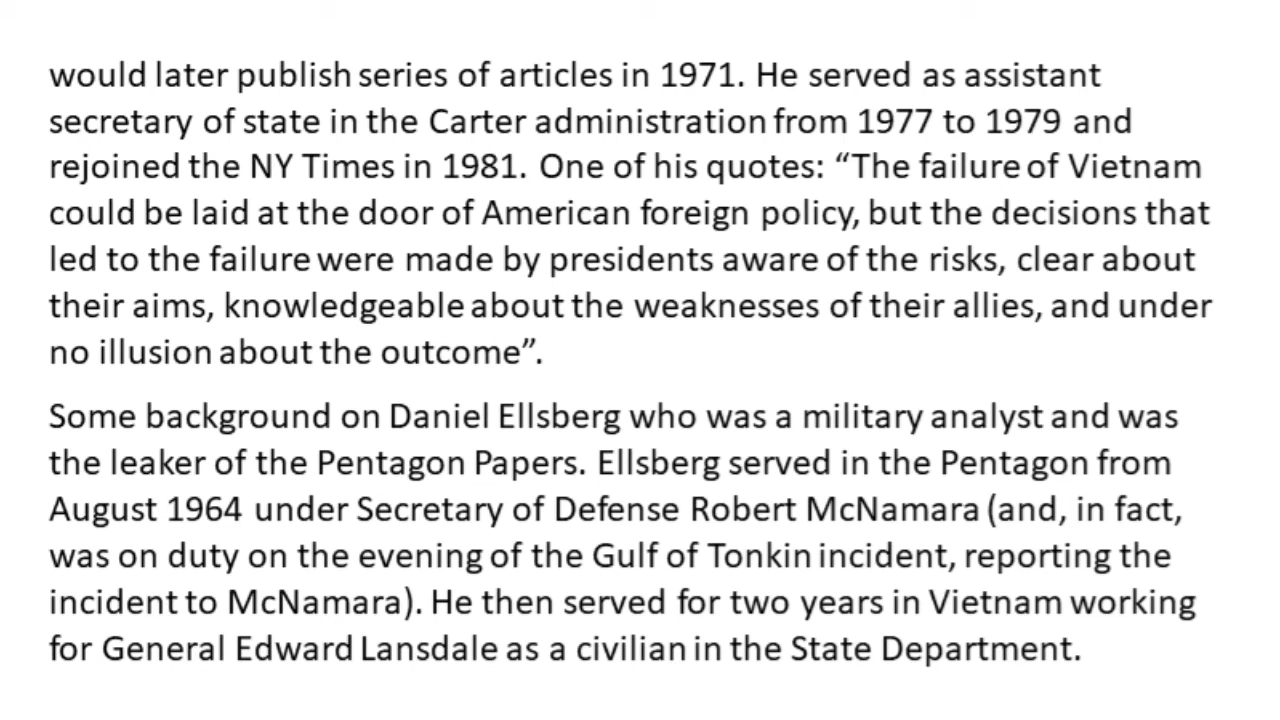 would later publish series of articles in 1971. He served as assistant
secretary of state in the Carter administration from 1977 to 1979 and
rejoined the NY Times in 1981. One of his quotes: “The failure of Vietnam
could be laid at the door of American foreign policy, but the decisions that
led to the failure were made by presidents aware of the risks, clear about
their aims, knowledgeable about the weaknesses of their allies, and under
no illusion about the outcome”.
Some background on Daniel Ellsberg who was a military analyst and was
the leaker of the Pentagon Papers. Ellsberg served in the Pentagon from
August 1964 under Secretary of Defense Robert McNamara (and, in fact,
was on duty on the evening of the Gulf of Tonkin incident, reporting the
incident to McNamara). He then served for two years in Vietnam working
for General Edward Lansdale as a civilian in the State Department.